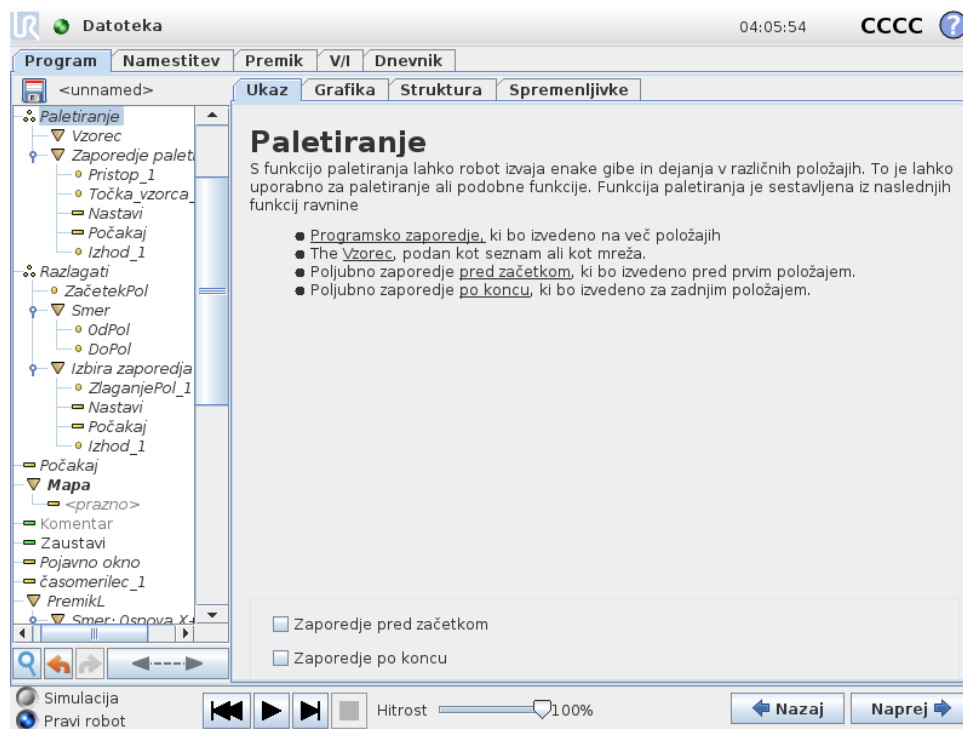 UR Datoteka 04:05:54 CCCC ?
Program Namestitev Premik V/I Dnevnik
<unnamed>
Ukaz Grafika Struktura Spremenljivke
Paletiranje
Vzorec
Zaporedje paleti
Pristop_1
Točka_vzorca_
Nastavi
Počakaj
Izhod_1
Razlagati
ZačetekPol
Smer
OdPol
DoPol
Izbira zaporedja
ZlaganjePol_1
Nastavi
Počakaj
Izhod_1
Počakaj
Mapa
<prazno>
Komentar
Zaustavi
Pojavno okno
časomerilec_1
PremikL
Smer: Osnova X+
Paletiranje
S funkcijo paletiranja lahko robot izvaja enake gibe in dejanja v različnih položajih. To je lahko
uporabno za paletiranje ali podobne funkcije. Funkcija paletiranja je sestavljena iz naslednjih
funkcij ravnine
● Programsko zaporedje, ki bo izvedeno na več položajih
● The Vzorec, podan kot seznam ali kot mreža.
● Poljubno zaporedje pred začetkom, ki bo izvedeno pred prvim položajem.
● Poljubno zaporedje po koncu, ki bo izvedeno za zadnjim položajem.
Zaporedje pred začetkom
Zaporedje po koncu
Simulacija
Pravi robot
Hitrost 100%
Nazaj Naprej